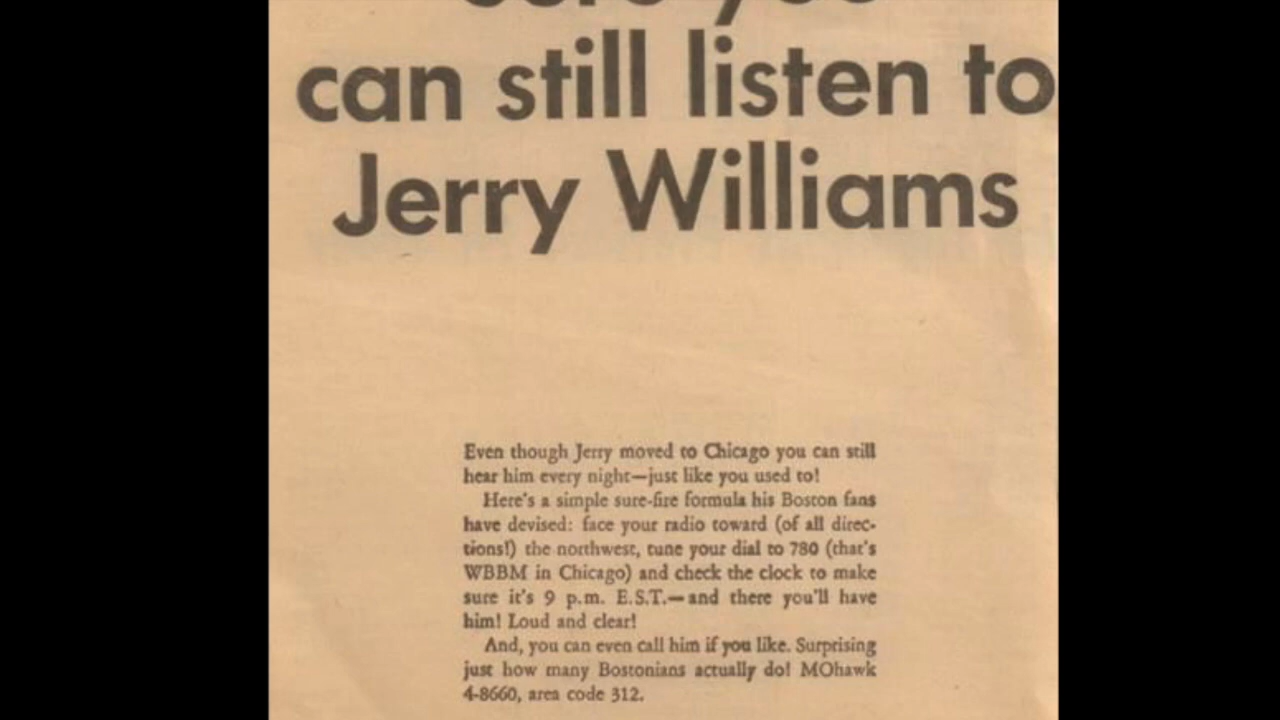 can still listen to
Jerry Williams
Even though Jerry moved to Chicago you can still
hear him every night—just like you used to!
Here's a simple sure-fire formula his Boston fans
have devised: face your radio toward (of all direc-
tions!) the northwest, tune your dial to 780 (that's
WBBM in Chicago) and check the clock to make
sure it's 9 p.m. E.S.T.—and there you'll have
him! Loud and clear!
And, you can even call him if you like. Surprising
just how many Bostonians actually do! MOhawk
4-8660, area code 312.